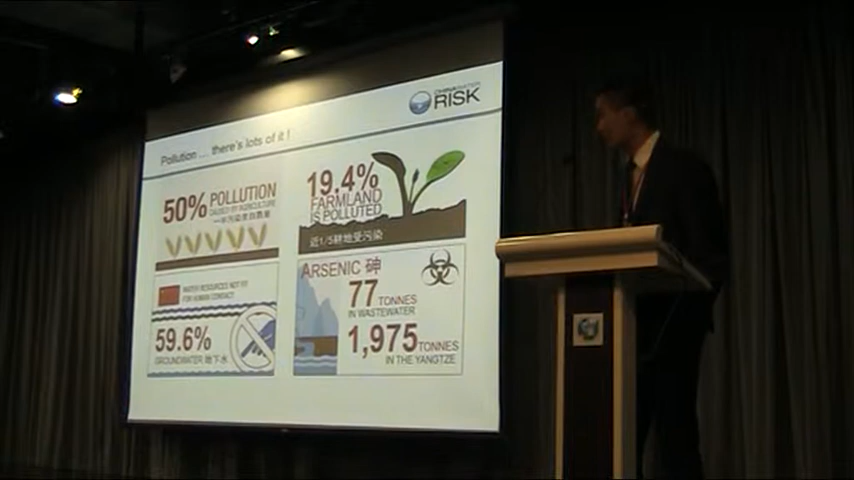 CHINA WATER
RISK
Pollution ... there's lots of it !
50% POLLUTION
CAUSED BY AGRICULTURE
19.4%
FARMLAND
IS POLLUTED
近1/5耕地受污染
WATER RESOURCES NOT FIT
FOR HUMAN CONTACT
59.6%
GROUNDWATER 地下水
ARSENIC 砷
77 TONNES
IN WASTEWATER
1,975 TONNES
IN THE YANGTZE